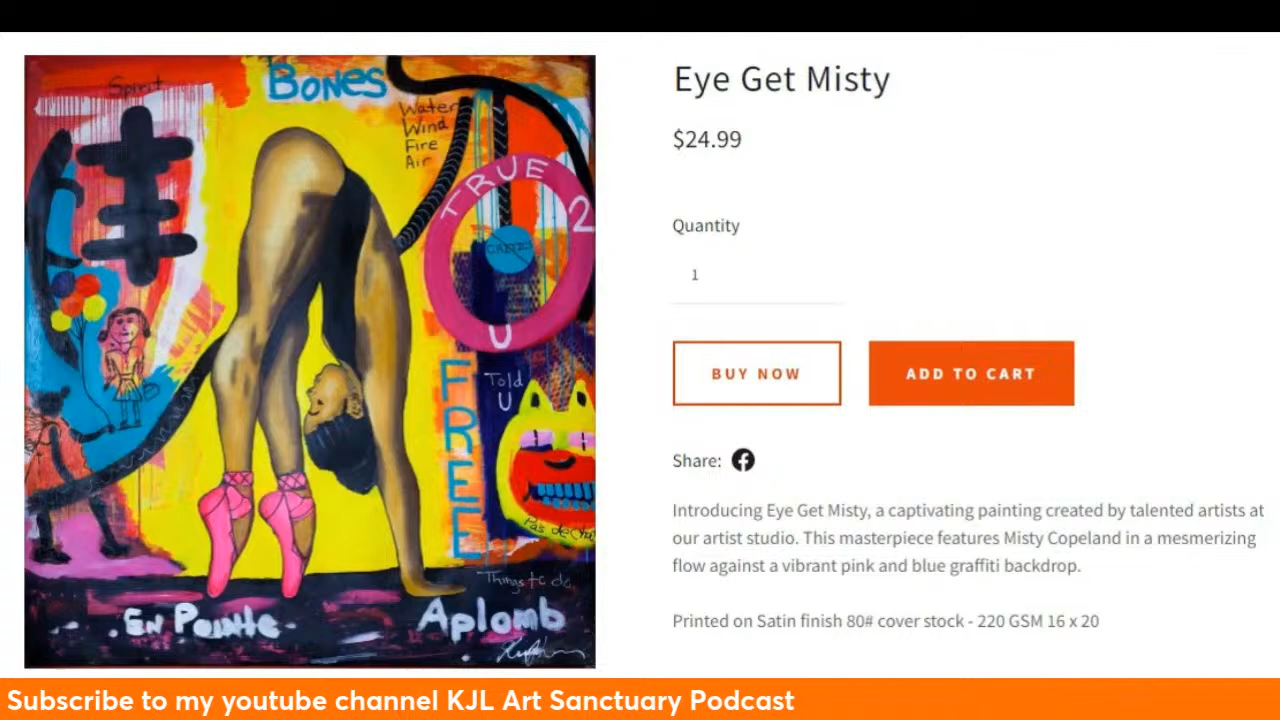 Spirit
BONES
Water
Wind
Fire
Air
TRUE 2
U
CRITICS
FREE
Told
U
Pas de Cha
Things to do
EN Pointe
Aplomb
Eye Get Misty
$24.99
Quantity
1
BUY NOW
ADD TO CART
Share:
Introducing Eye Get Misty, a captivating painting created by talented artists at
our artist studio. This masterpiece features Misty Copeland in a mesmerizing
flow against a vibrant pink and blue graffiti backdrop.
Printed on Satin finish 80# cover stock - 220 GSM 16 x 20
Subscribe to my youtube channel KJL Art Sanctuary Podcast